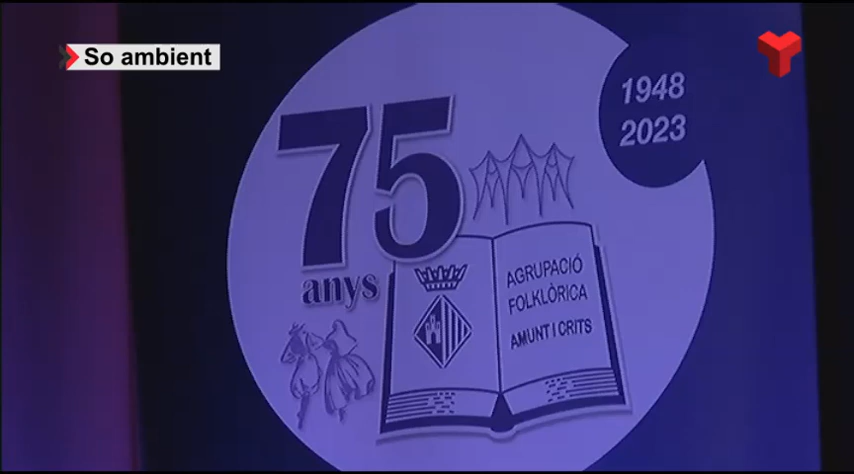 So ambient
1948
2023
75
anys
AGRUPACIÓ
FOLKLÒRICA
AMUNT I CRITS